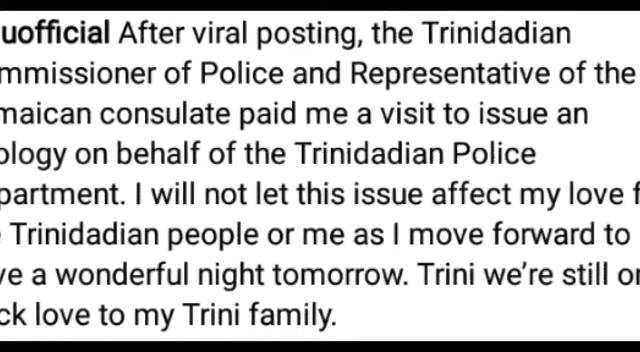 uofficial After viral posting, the Trinidadian
mmissioner of Police and Representative of the
maican consulate paid me a visit to issue an
ology on behalf of the Trinidadian Police
partment. I will not let this issue affect my love f
Trinidadian people or me as I move forward to
ve a wonderful night tomorrow. Trini we’re still
ck love to my Trini family.